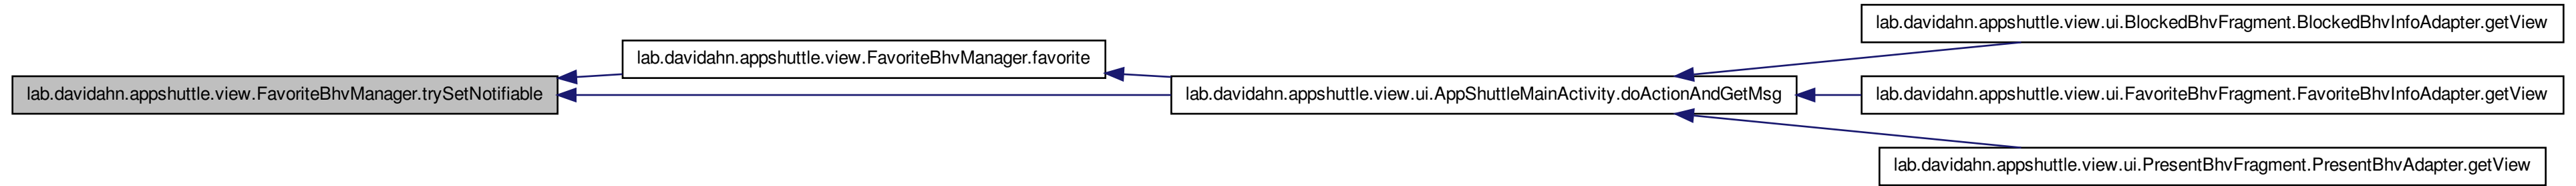 lab.davidahn.appshuttle.view.ui.BlockedBhvFragment.BlockedBhvInfoAdapter.getView
lab.davidahn.appshuttle.view.FavoriteBhvManager.favorite
lab.davidahn.appshuttle.view.FavoriteBhvManager.trySetNotifiable
lab.davidahn.appshuttle.view.ui.AppShuttleMainActivity.doActionAndGetMsg
lab.davidahn.appshuttle.view.ui.FavoriteBhvFragment.FavoriteBhvInfoAdapter.getView
lab.davidahn.appshuttle.view.ui.PresentBhvFragment.PresentBhvAdapter.getView